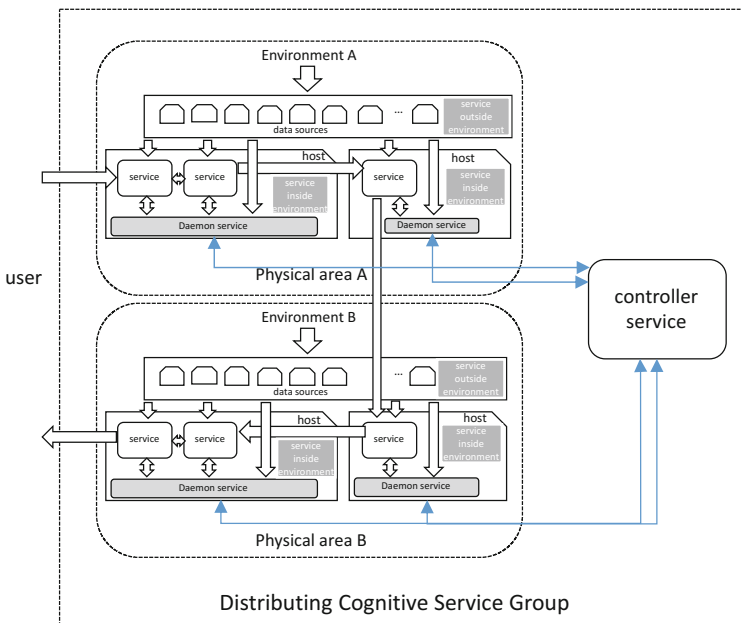 Environment A
...
service
outside
environment
data sources
host
host
service
service
service
service
inside
environment
service
inside
environment
Daemon service
Daemon service
Physical area A
user
controller
service
Environment B
...
service
outside
environment
data sources
host
host
service
service
service
service
inside
environment
service
inside
environment
Daemon service
Daemon service
Physical area B
Distributing Cognitive Service Group